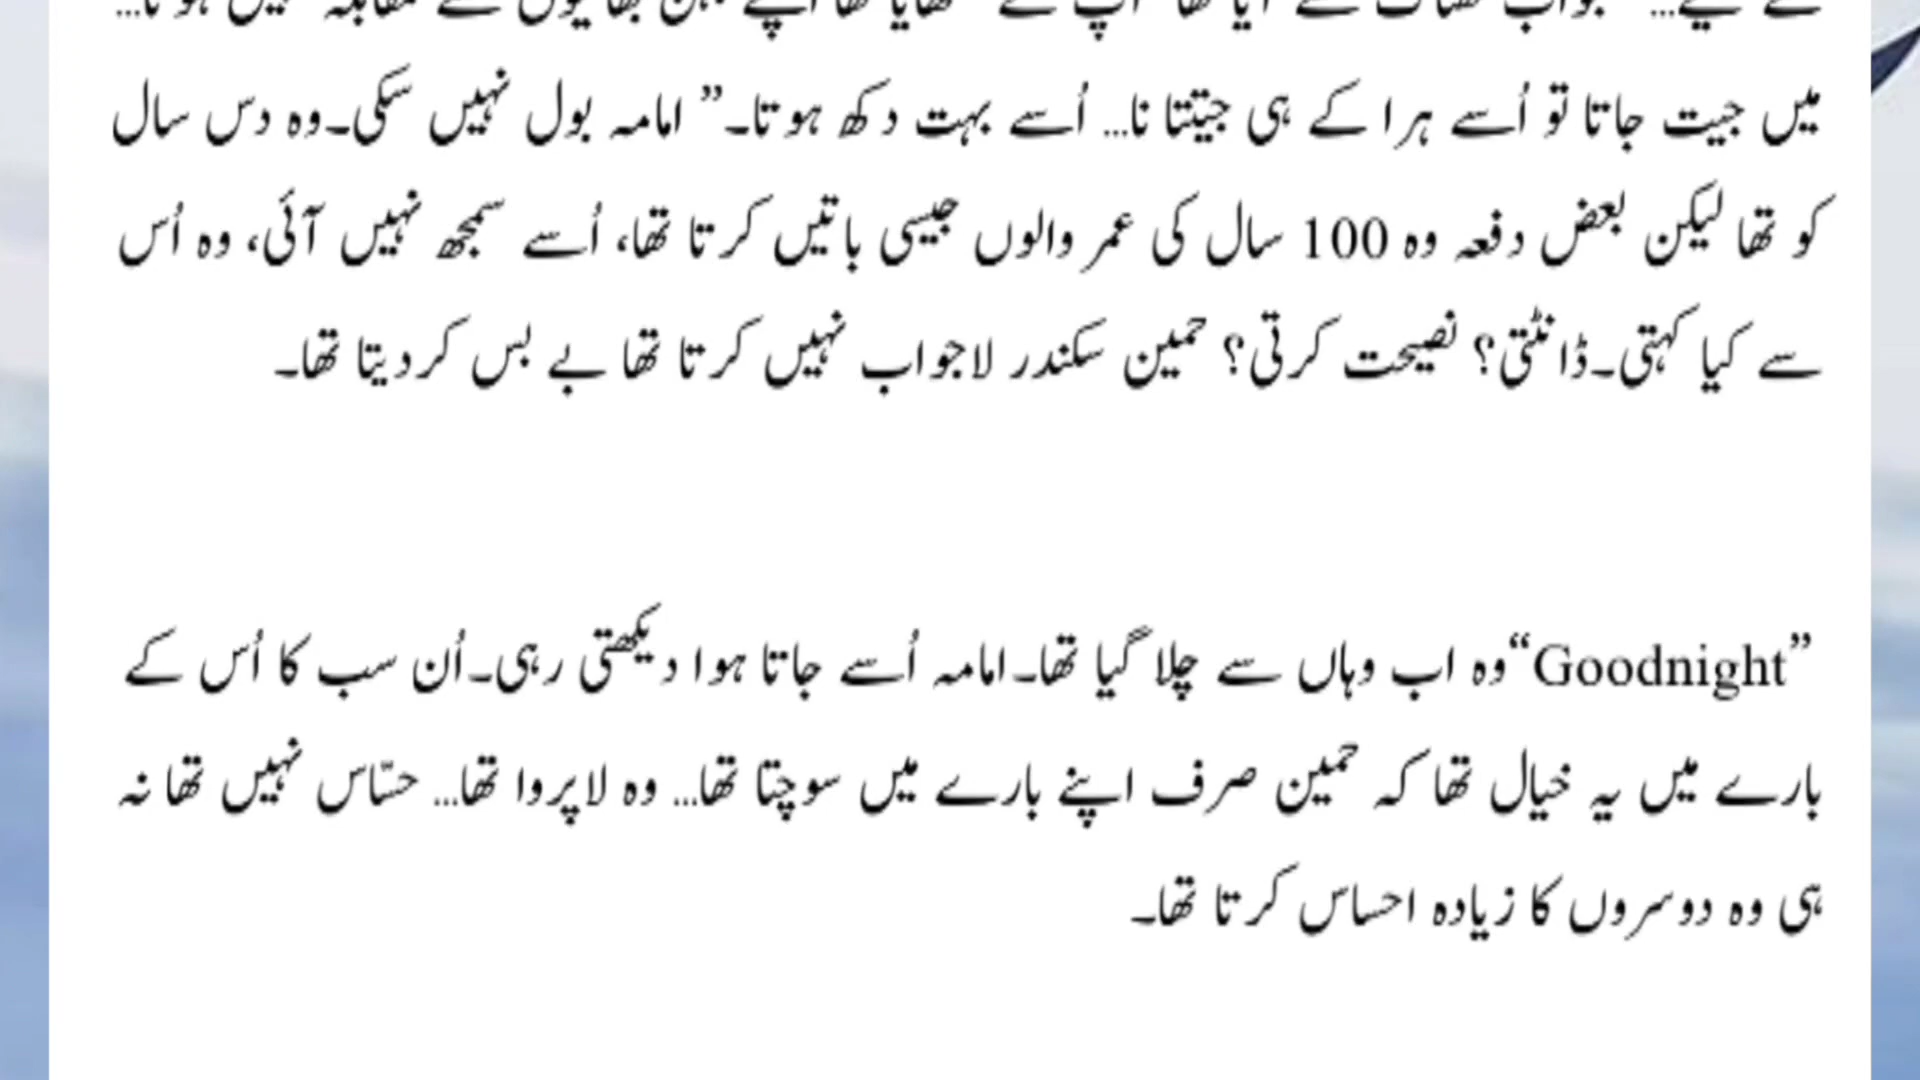 میں جیت جاتا تو اُسے ہرا کے ہی جیتتا نا… اُسے بہت دکھ ہوتا۔” امامہ بول نہیں سکی۔وہ دس سال
کو تھا لیکن بعض دفعہ وہ 100 سال کی عمر والوں جیسی باتیں کرتا تھا، اُسے سمجھ نہیں آئی، وہ اُس
سے کیا کہتی۔ڈانٹتی؟ نصیحت کرتی؟ حمین سکندر لاجواب نہیں کرتا تھا بے بس کردیتا تھا۔
”Goodnight“وہ اب وہاں سے چلا گیا تھا۔امامہ اُسے جاتا ہوا دیکھتی رہی۔اُن سب کا اُس کے
بارے میں یہ خیال تھا کہ حمین صرف اپنے بارے میں سوچتا تھا… وہ لاپروا تھا… حسّاس نہیں تھا نہ
ہی وہ دوسروں کا زیادہ احساس کرتا تھا۔